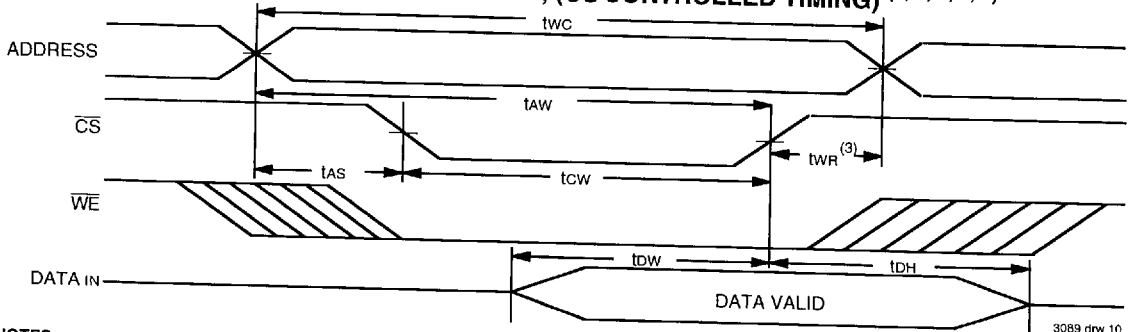 , (CS CONTROLLED TIMING)
tWC
ADDRESS
tAW
CS
tWR (3)
tAS
tCW
WE
tDW
tDH
DATA IN
DATA VALID
NOTES
3089 drw 10